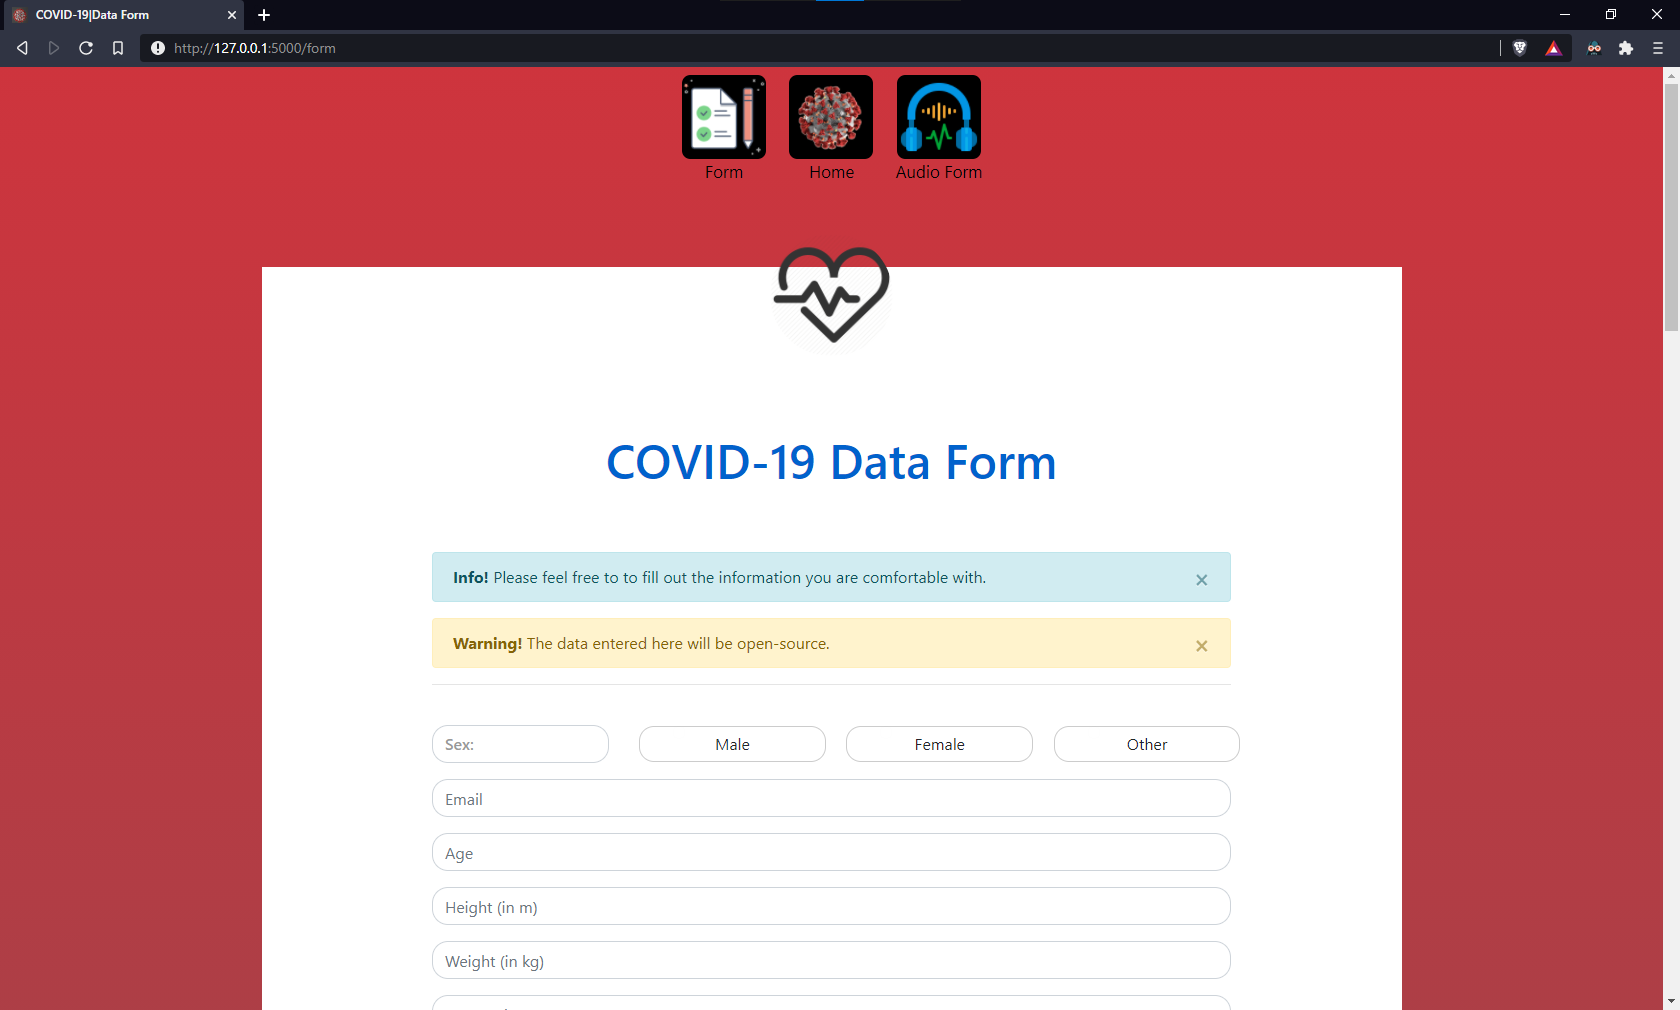 COVID-19|Data Form
http://127.0.0.1:5000/form
Form
Home
Audio Form
COVID-19 Data Form
Info! Please feel free to to fill out the information you are comfortable with.
×
Warning! The data entered here will be open-source.
×
Sex:
Male
Female
Other
Email
Age
Height (in m)
Weight (in kg)